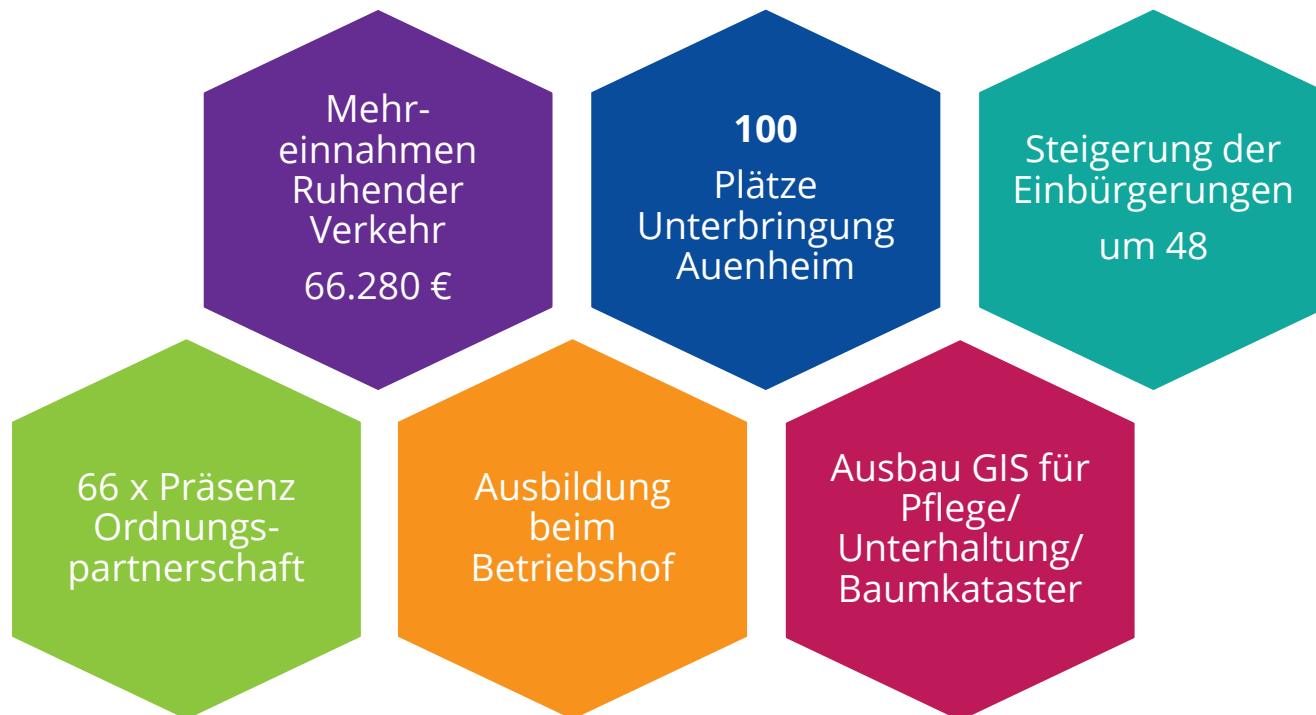 Mehr-
einnahmen
Ruhender
Verkehr
66.280 €
100
Plätze
Unterbringung
Auenheim
Steigerung der
Einbürgerungen
um 48
66 x Präsenz
Ordnungs-
partnerschaft
Ausbildung
beim
Betriebshof
Ausbau GIS für
Pflege/
Unterhaltung/
Baumkataster